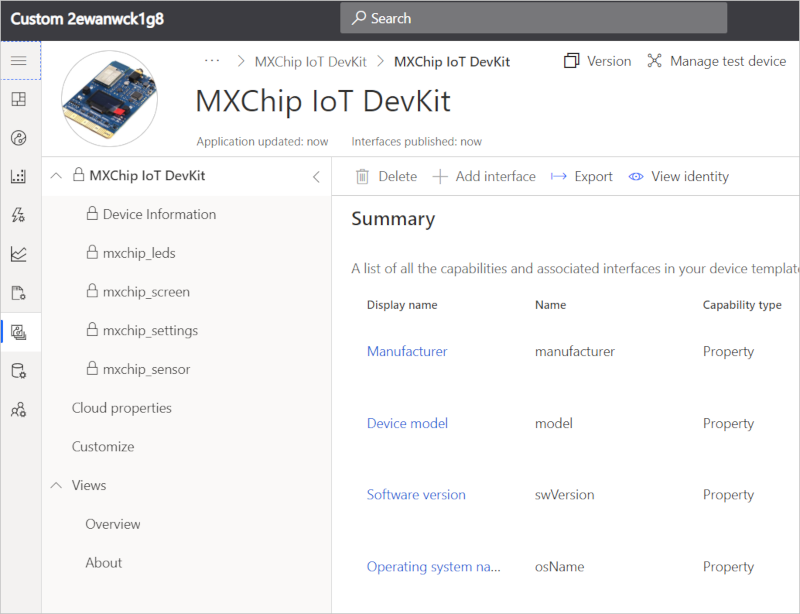 Custom 2ewanwck1g8
Search
··· > MXChip IoT DevKit > MXChip IoT DevKit
Version
Manage test device
MXChip IoT DevKit
Application updated: now
Interfaces published: now
MXChip IoT DevKit
Device Information
mxchip_leds
mxchip_screen
mxchip_settings
mxchip_sensor
Cloud properties
Customize
Views
Overview
About
Delete
Add interface
Export
View identity
Summary
A list of all the capabilities and associated interfaces in your device template
Display name Name Capability type
Manufacturer manufacturer Property
Device model model Property
Software version swVersion Property
Operating system na... osName Property